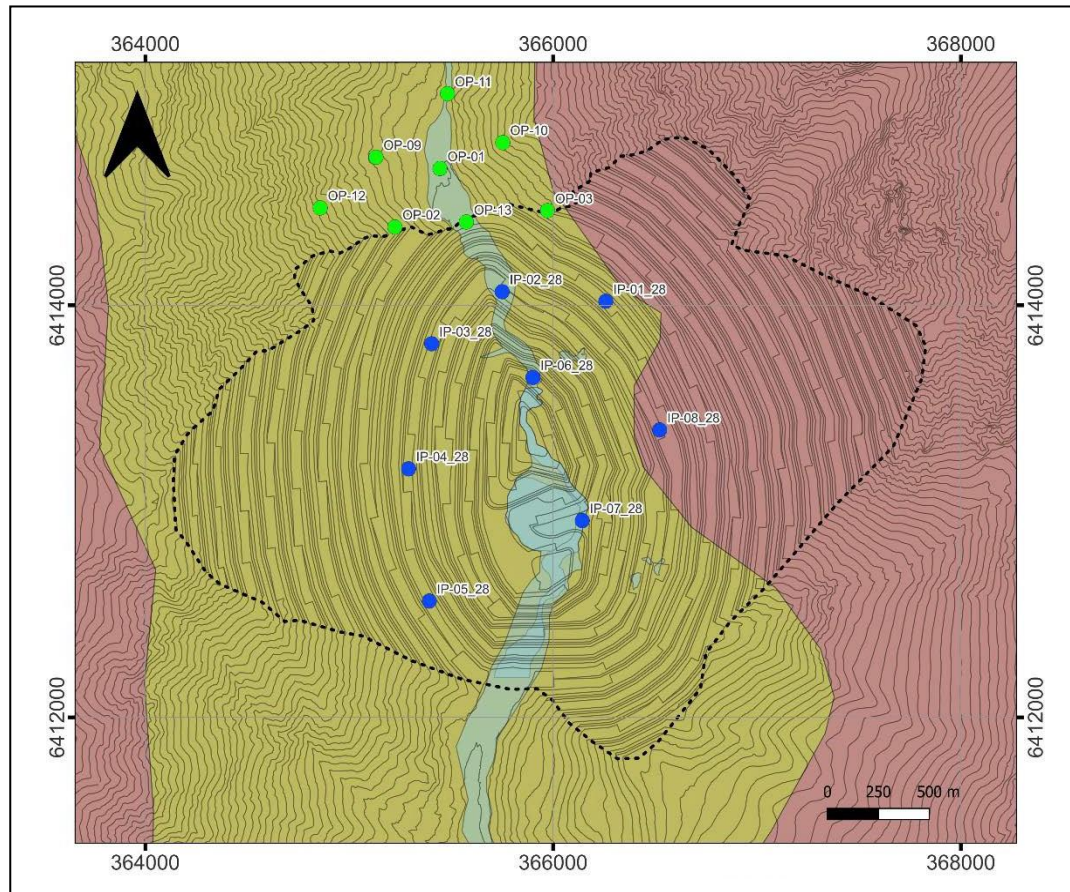 364000
366000
368000
OP-11
OP-10
OP-09
OP-01
OP-12
OP-03
OP-13
OP-02
IP-02_28
IP-01_28
6414000
6414000
IP-03_28
IP-06_28
IP-08_28
IP-04_28
IP-07_28
IP-05_28
6412000
6412000
0 250 500 m
364000
366000
368000